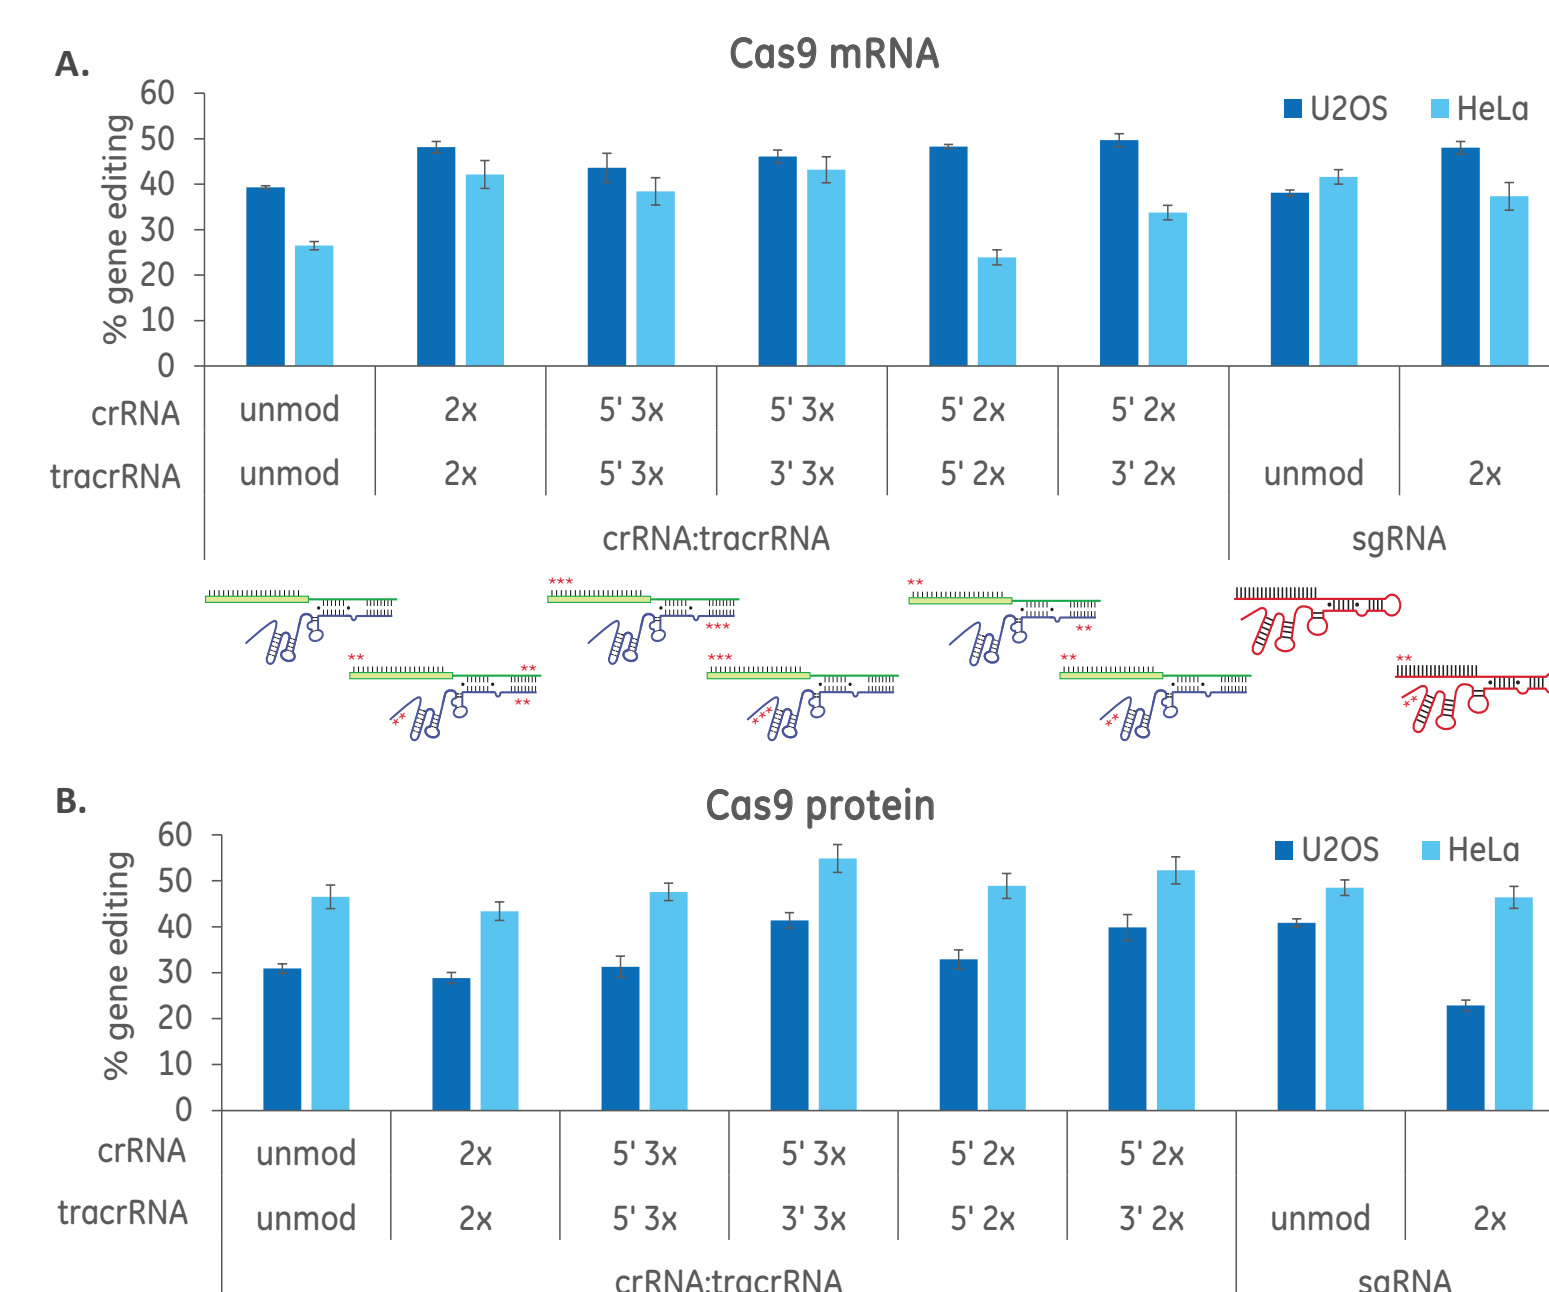 A.
Cas9 mRNA
U2OS HeLa
% gene editing
60
50
40
30
20
10
0
crRNA unmod 2x 5' 3x 5' 3x 5' 2x 5' 2x
tracrRNA unmod 2x 5' 3x 3' 3x 5' 2x 3' 2x unmod 2x
crRNA:tracrRNA sgRNA
*** **
*** **
** ** *** **
**
** ** *** ** **
B.
Cas9 protein
U2OS HeLa
% gene editing
60
50
40
30
20
10
0
crRNA unmod 2x 5' 3x 5' 3x 5' 2x 5' 2x
tracrRNA unmod 2x 5' 3x 3' 3x 5' 2x 3' 2x unmod 2x
crRNA:tracrRNA sgRNA